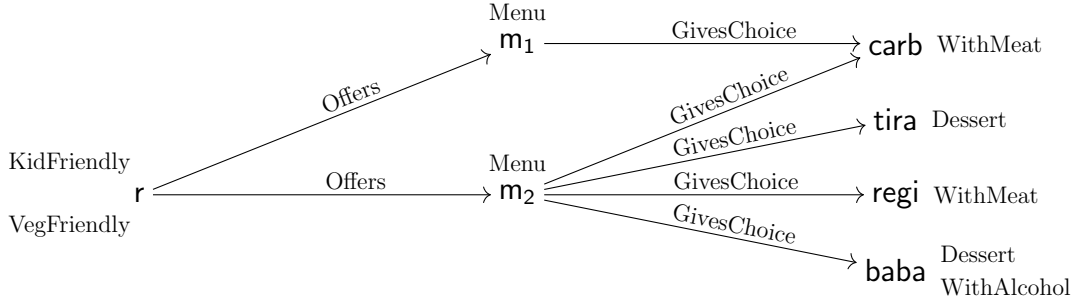 Menu
m₁
GivesChoice
carb WithMeat
Offers
GivesChoice
GivesChoice
tira Dessert
KidFriendly
r
VegFriendly
Offers
Menu
m₂
GivesChoice
regi WithMeat
GivesChoice
baba
Dessert
WithAlcohol